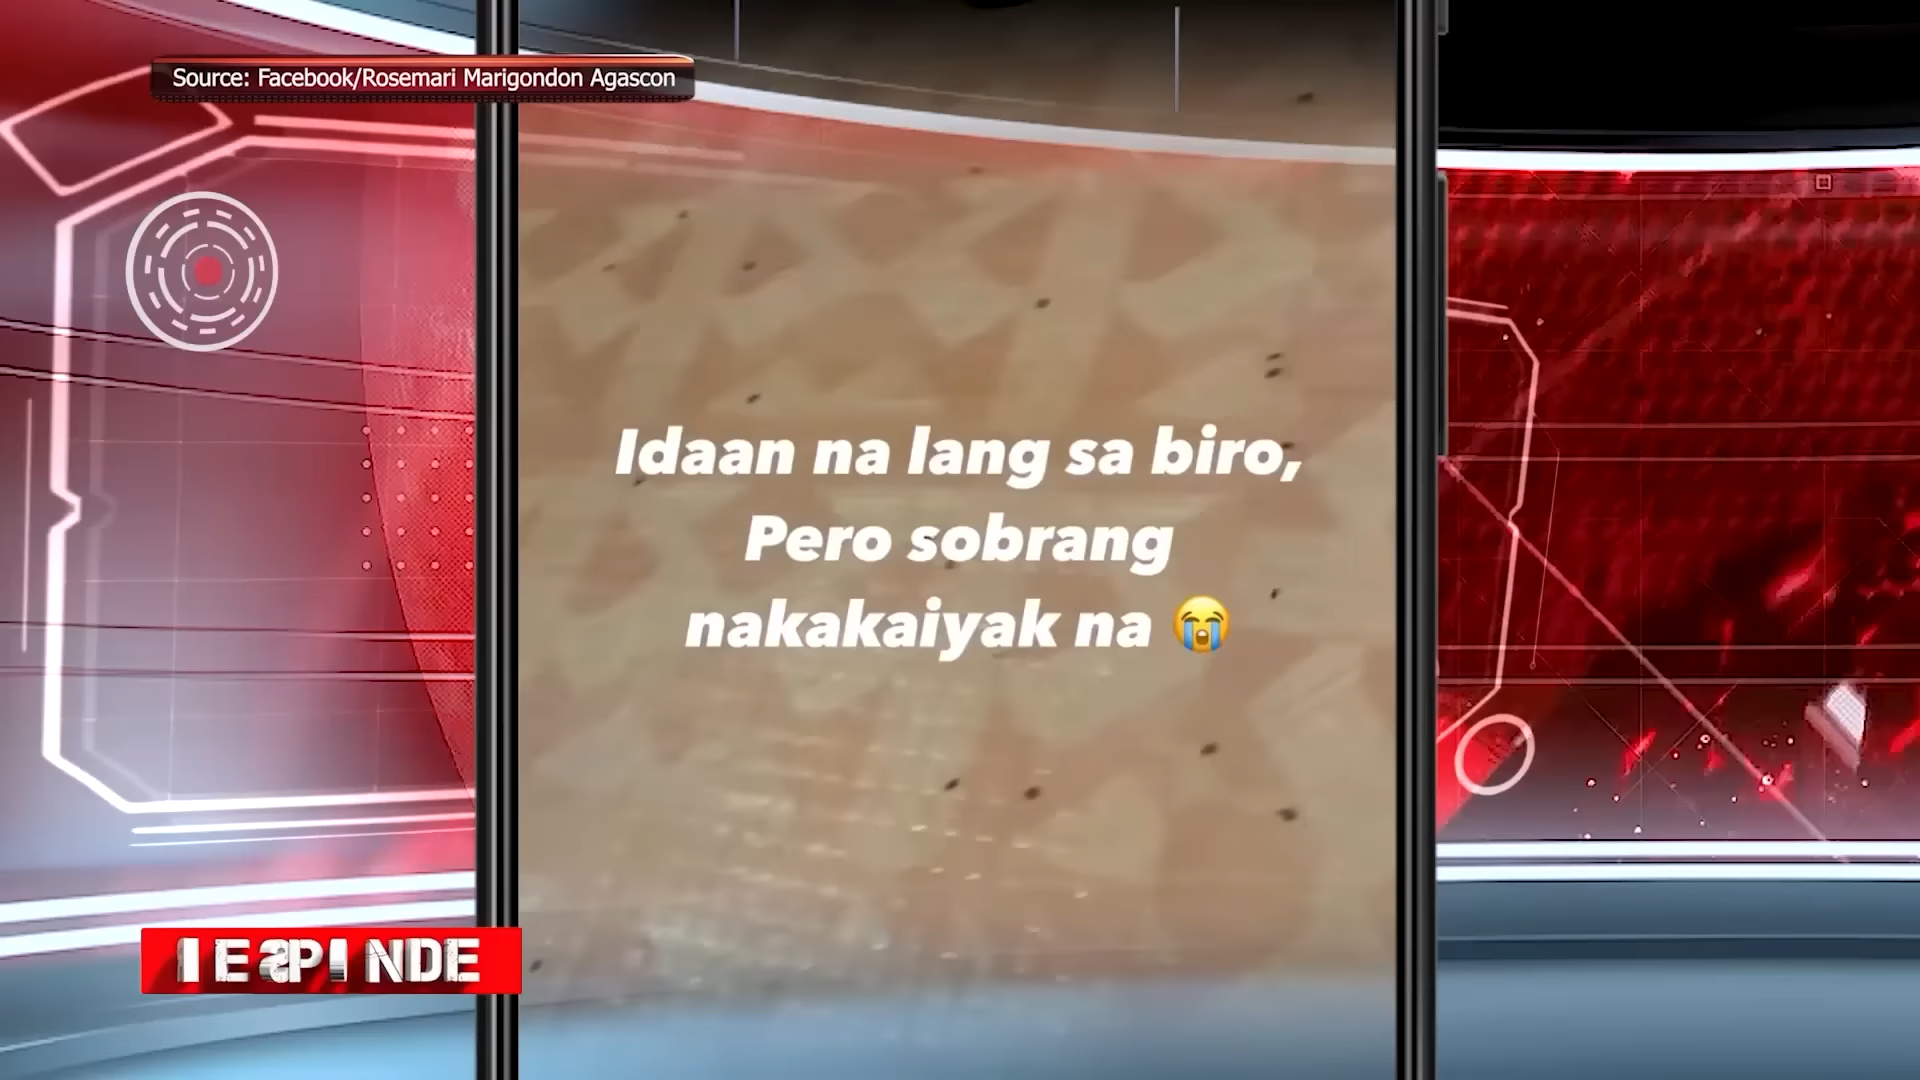 Source: Facebook/Rosemari Marigondon Agascon
Idaan na lang sa biro,
Pero sobrang
nakakaiyak na 😭